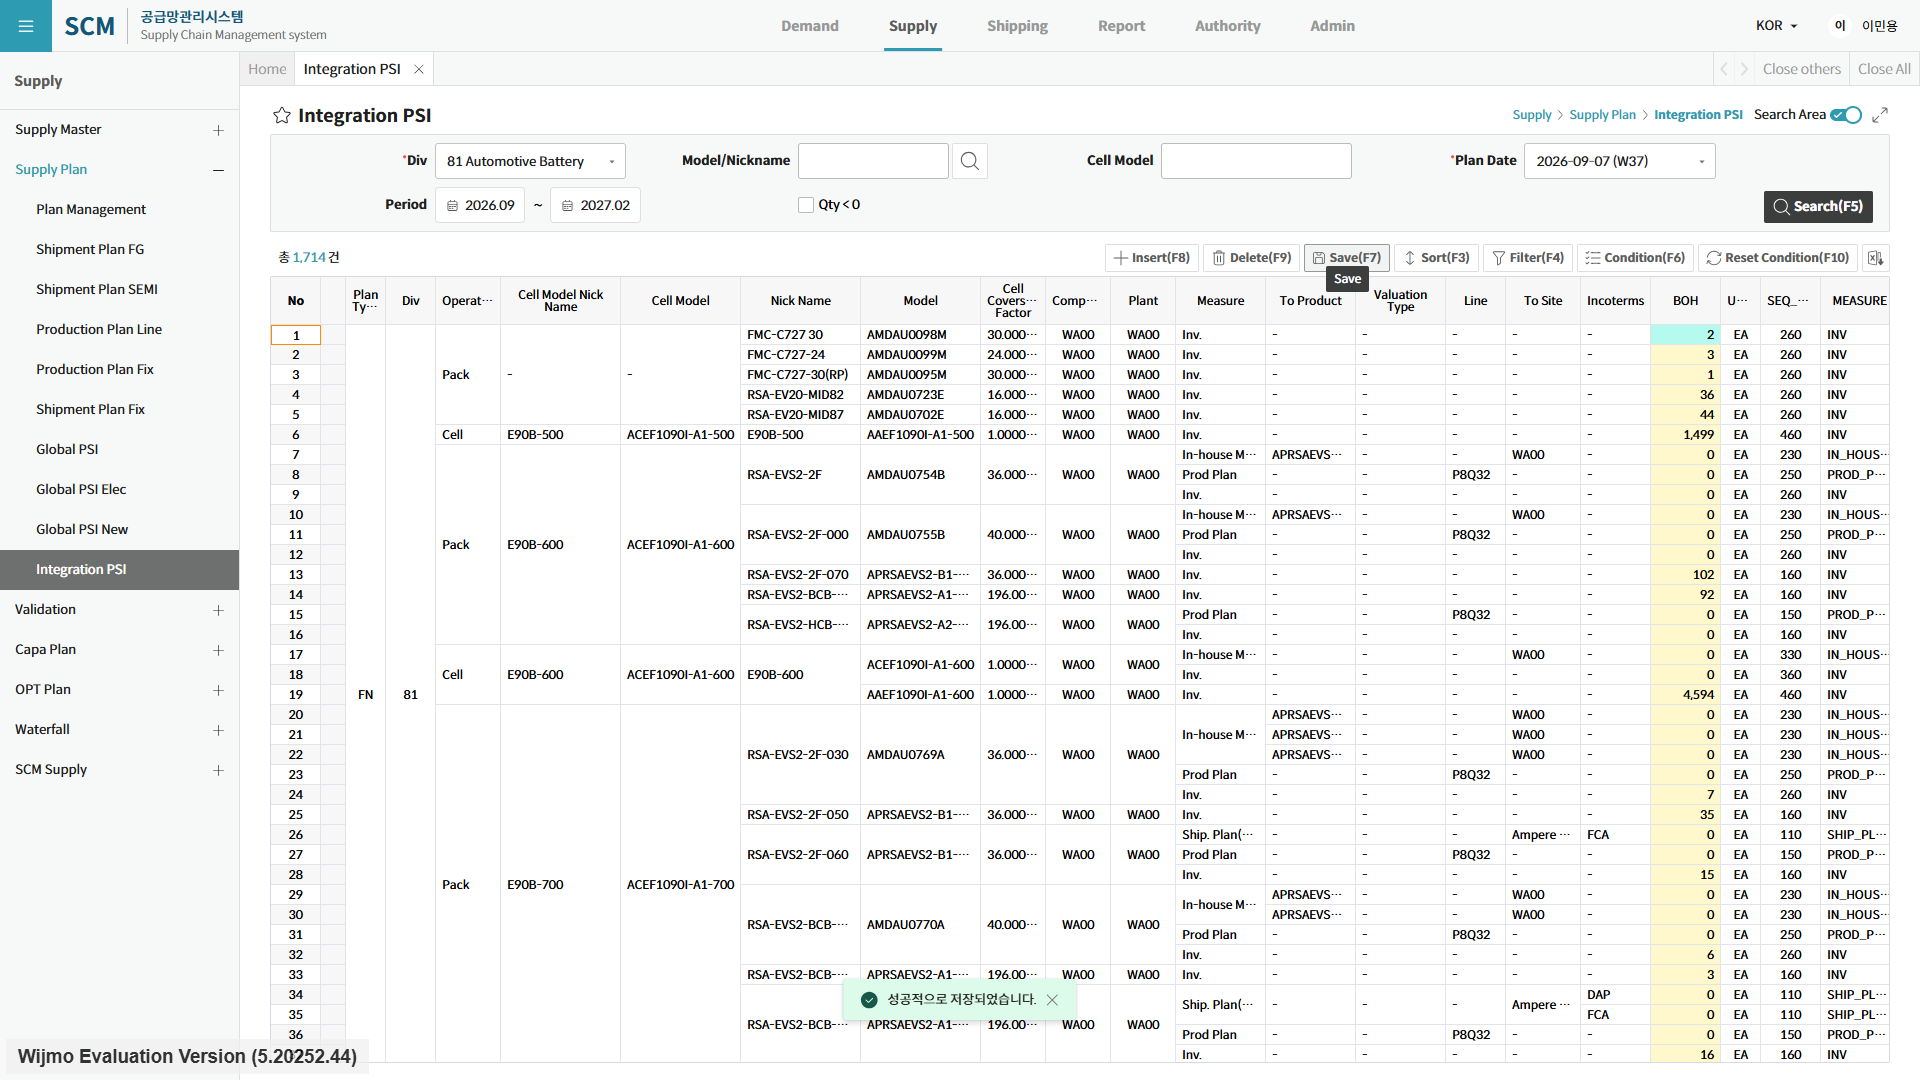 SCM 공급망관리시스템
Supply Chain Management system
Demand Supply Shipping Report Authority Admin
KOR 이 이민용
Supply
Home Integration PSI Close others Close All
Supply Master
Supply Plan
Plan Management
Shipment Plan FG
Shipment Plan SEMI
Production Plan Line
Production Plan Fix
Shipment Plan Fix
Global PSI
Global PSI Elec
Global PSI New
Integration PSI
Validation
Capa Plan
OPT Plan
Waterfall
SCM Supply
Integration PSI
Supply > Supply Plan > Integration PSI Search Area
*Div 81 Automotive Battery Model/Nickname Cell Model *Plan Date 2026-09-07 (W37)
Period 2026.09 ~ 2027.02 Qty < 0 Search(F5)
총 1,714 건
Insert(F8) Delete(F9) Save(F7) Sort(F3) Filter(F4) Condition(F6) Reset Condition(F10)
Save
No Plan Ty··· Div Operat··· Cell Model Nick Name Cell Model Nick Name Model Cell Covers··· Factor Comp··· Plant Measure To Product Valuation Type Line To Site Incoterms BOH U··· SEQ_··· MEASURE
1 FMC-C727 30 AMDAU0098M 30.000··· WA00 WA00 Inv. - - - - - 2 EA 260 INV
2 FMC-C727-24 AMDAU0099M 24.000··· WA00 WA00 Inv. - - - - - 3 EA 260 INV
3 Pack - - FMC-C727-30(RP) AMDAU0095M 30.000··· WA00 WA00 Inv. - - - - - 1 EA 260 INV
4 RSA-EV20-MID82 AMDAU0723E 16.000··· WA00 WA00 Inv. - - - - - 36 EA 260 INV
5 RSA-EV20-MID87 AMDAU0702E 16.000··· WA00 WA00 Inv. - - - - - 44 EA 260 INV
6 Cell E90B-500 ACEF1090I-A1-500 E90B-500 AAEF1090I-A1-500 1.0000··· WA00 WA00 Inv. - - - - - 1,499 EA 460 INV
7 In-house M··· APRSAEVS··· - - WA00 - 0 EA 230 IN_HOUS···
8 RSA-EVS2-2F AMDAU0754B 36.000··· WA00 WA00 Prod Plan - - P8Q32 - - 0 EA 250 PROD_P···
9 Inv. - - - - - 0 EA 260 INV
10 In-house M··· APRSAEVS··· - - WA00 - 0 EA 230 IN_HOUS···
11 Pack E90B-600 ACEF1090I-A1-600 RSA-EVS2-2F-000 AMDAU0755B 40.000··· WA00 WA00 Prod Plan - - P8Q32 - - 0 EA 250 PROD_P···
12 Inv. - - - - - 0 EA 260 INV
13 RSA-EVS2-2F-070 APRSAEVS2-B1-··· 36.000··· WA00 WA00 Inv. - - - - - 102 EA 160 INV
14 RSA-EVS2-BCB-··· APRSAEVS2-A1-··· 196.00··· WA00 WA00 Inv. - - - - - 92 EA 160 INV
15 RSA-EVS2-HCB-··· APRSAEVS2-A2-··· 196.00··· WA00 WA00 Prod Plan - - P8Q32 - - 0 EA 150 PROD_P···
16 Inv. - - - - - 0 EA 160 INV
17 ACEF1090I-A1-600 1.0000··· WA00 WA00 In-house M··· - - - WA00 - 0 EA 330 IN_HOUS···
18 Cell E90B-600 ACEF1090I-A1-600 E90B-600 Inv. - - - - - 0 EA 360 INV
19 FN 81 AAEF1090I-A1-600 1.0000··· WA00 WA00 Inv. - - - - - 4,594 EA 460 INV
20 APRSAEVS··· - - WA00 - 0 EA 230 IN_HOUS···
21 In-house M··· APRSAEVS··· - - WA00 - 0 EA 230 IN_HOUS···
22 RSA-EVS2-2F-030 AMDAU0769A 36.000··· WA00 WA00 APRSAEVS··· - - WA00 - 0 EA 230 IN_HOUS···
23 Prod Plan - - P8Q32 - - 0 EA 250 PROD_P···
24 Inv. - - - - - 7 EA 260 INV
25 RSA-EVS2-2F-050 APRSAEVS2-B1-··· 36.000··· WA00 WA00 Inv. - - - - - 35 EA 160 INV
26 Ship. Plan(··· - - - Ampere ··· FCA 0 EA 110 SHIP_PL···
27 RSA-EVS2-2F-060 APRSAEVS2-B1-··· 36.000··· WA00 WA00 Prod Plan - - P8Q32 - - 0 EA 150 PROD_P···
28 Pack E90B-700 ACEF1090I-A1-700 Inv. - - - - - 15 EA 160 INV
29 In-house M··· APRSAEVS··· - - WA00 - 0 EA 230 IN_HOUS···
30 APRSAEVS··· - - WA00 - 0 EA 230 IN_HOUS···
31 RSA-EVS2-BCB-··· AMDAU0770A 40.000··· WA00 WA00 Prod Plan - - P8Q32 - - 0 EA 250 PROD_P···
32 Inv. - - - - - 6 EA 260 INV
33 RSA-EVS2-BCB-··· APRSAEVS2-A1-··· 196.00··· WA00 WA00 Inv. - - - - - 3 EA 160 INV
34 Ship. Plan(··· - - - Ampere ··· DAP 0 EA 110 SHIP_PL···
35 FCA 0 EA 110 SHIP_PL···
36 RSA-EVS2-BCB-··· APRSAEVS2-A1-··· 196.00··· WA00 WA00 Prod Plan - - P8Q32 - - 0 EA 150 PROD_P···
Inv. - - - - - 16 EA 160 INV
성공적으로 저장되었습니다.
Wijmo Evaluation Version (5.20252.44)